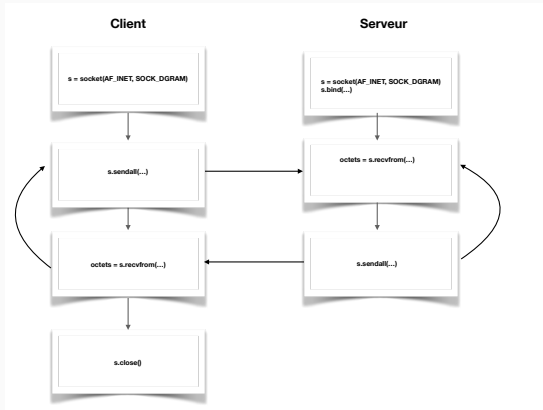 Client
Serveur
s = socket(AF_INET, SOCK_DGRAM)
s = socket(AF_INET, SOCK_DGRAM)
s.bind(…)
s.sendall(…)
octets = s.recvfrom(…)
octets = s.recvfrom(…)
s.sendall(…)
s.close()